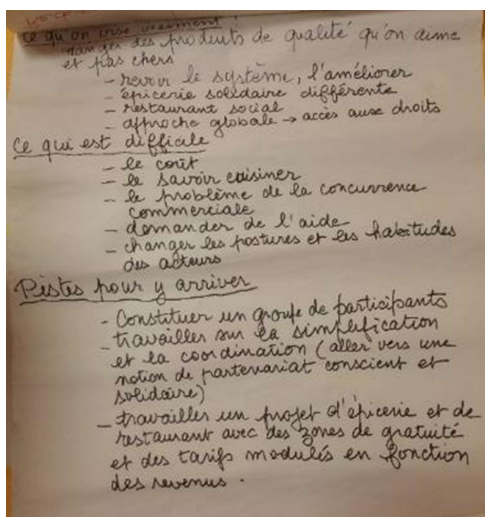 ce qu'on vise vraiment :
manger des produits de qualité qu'on aime
et pas chers
- revoir le système, l'améliorer
- épicerie solidaire différente
- restaurant social
- approche globale → accès aux droits
Ce qui est difficile
- le coût
- le savoir cuisiner
- le problème de la concurrence
commerciale
- demander de l'aide
- changer les postures et les habitudes
des acteurs
Pistes pour y arriver
- Constituer un groupe de participants
- travailler sur la simplification
et la coordination (aller vers une
notion de partenariat conscient et
solidaire)
- travailler un projet d'épicerie et de
restaurant avec des zones de gratuité
et des tarifs modulés en fonction
des revenus.